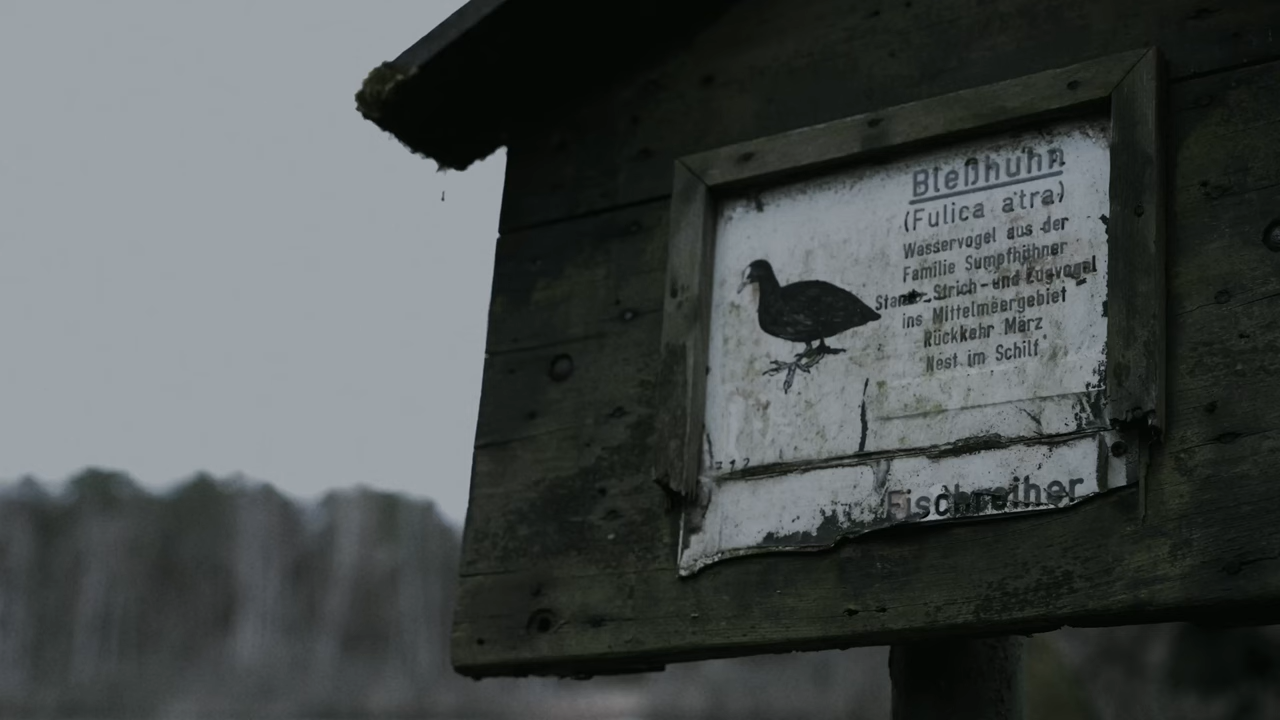 Bleßhuhn
(Fulica atra)
Wasservogel aus der
Familie Sumpfhühner
Strich- und Zugvogel
ins Mittelmeergebiet
Rückkehr März
Nest im Schilf
Fischreiher